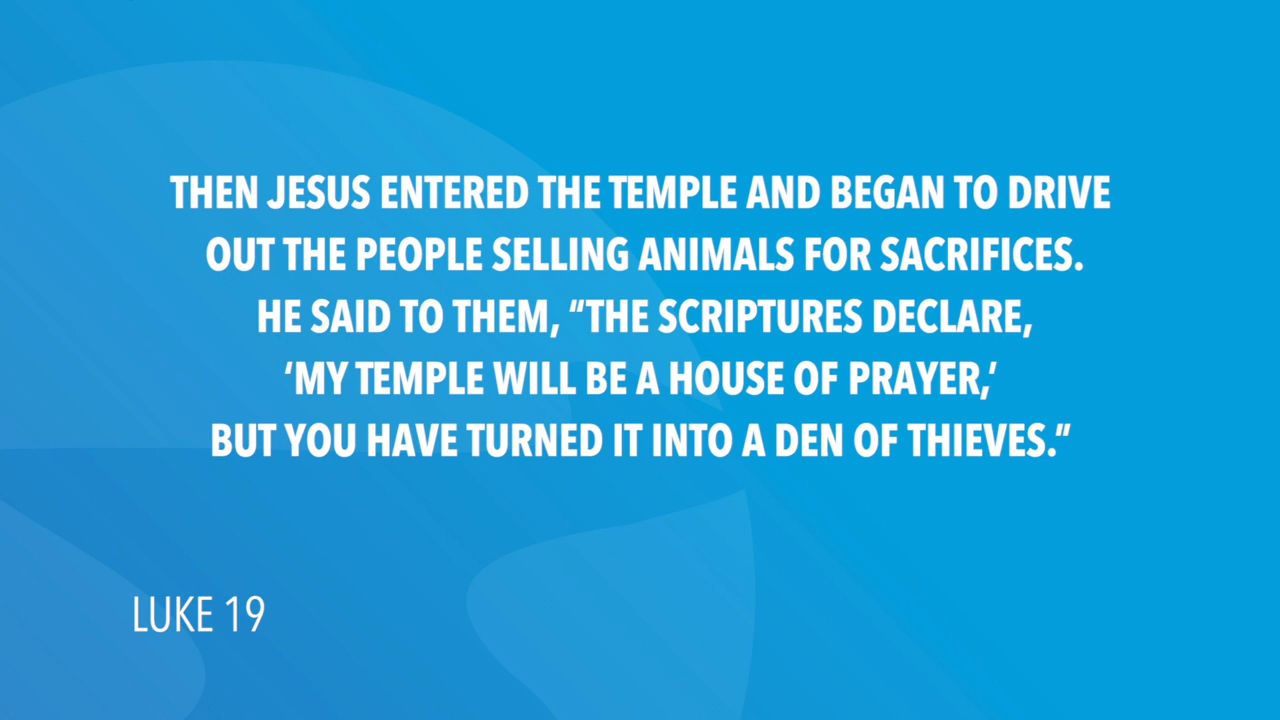 THEN JESUS ENTERED THE TEMPLE AND BEGAN TO DRIVE
OUT THE PEOPLE SELLING ANIMALS FOR SACRIFICES.
HE SAID TO THEM, “THE SCRIPTURES DECLARE,
‘MY TEMPLE WILL BE A HOUSE OF PRAYER,’
BUT YOU HAVE TURNED IT INTO A DEN OF THIEVES.”
LUKE 19